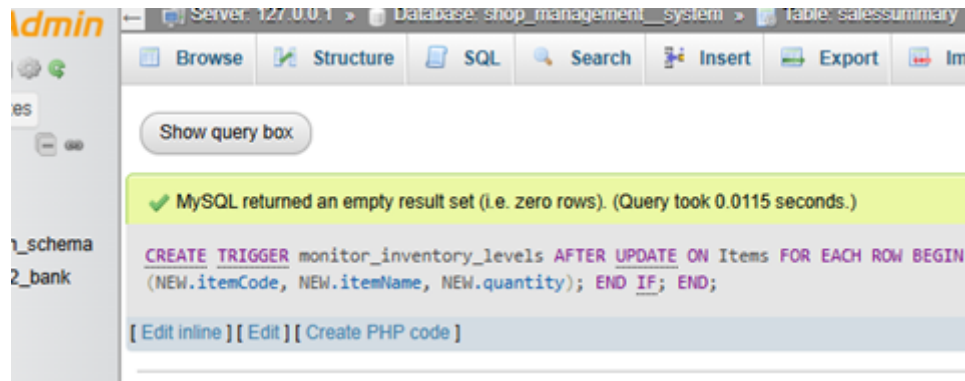 Admin
Server: 127.0.0.1 » Database: shop_management__system » Table: salessummary
Browse Structure SQL Search Insert Export Im
Show query box
MySQL returned an empty result set (i.e. zero rows). (Query took 0.0115 seconds.)
n_schema
CREATE TRIGGER monitor_inventory_levels AFTER UPDATE ON Items FOR EACH ROW BEGIN
2_bank
(NEW.itemCode, NEW.itemName, NEW.quantity); END IF; END;
[ Edit inline ] [ Edit ] [ Create PHP code ]